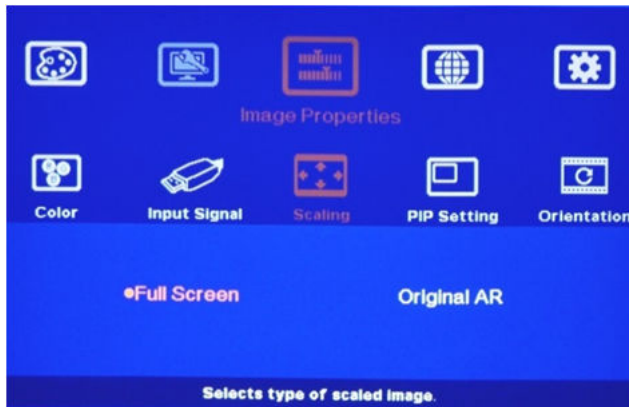 Image Properties
Color Input Signal Scaling PIP Setting Orientation
Full Screen Original AR
Selects type of scaled image.